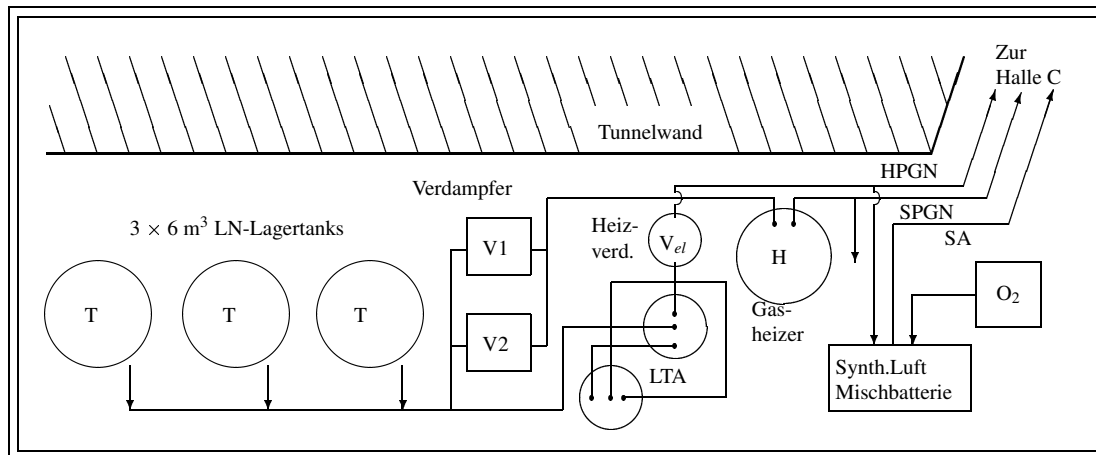 Zur
Halle C
Tunnelwand
HPGN
Verdampfer
SPGN
3 × 6 m³ LN-Lagertanks
Heiz-
verd.
SA
V1
V_el
H
O₂
T
T
T
V2
Gas-
heizer
LTA
Synth.Luft
Mischbatterie